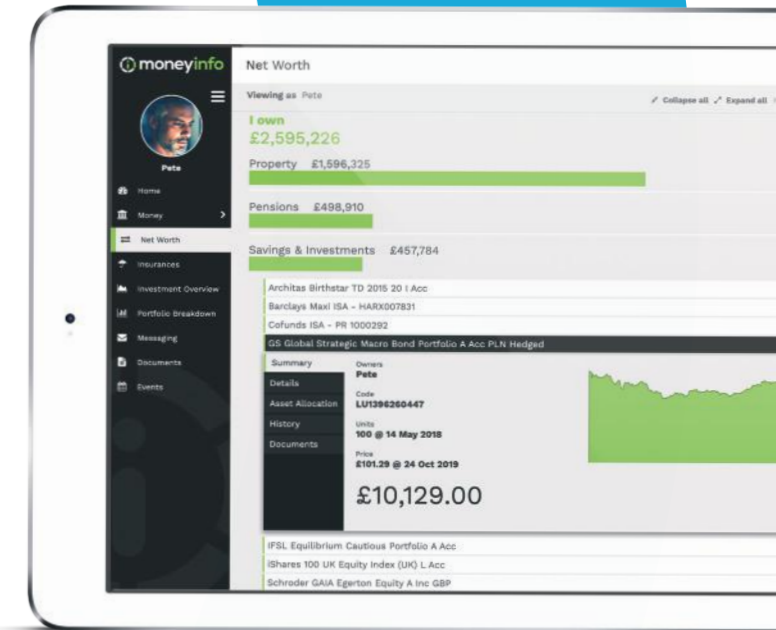 moneyinfo
Net Worth
Pete
Home
Money
Net Worth
Insurances
Investment Overview
Portfolio Breakdown
Messaging
Documents
Events
Viewing as Pete
Collapse all Expand all
I own
£2,595,226
Property £1,596,325
Pensions £498,910
Savings & Investments £457,784
Architas Birthstar TD 2015 20 I Acc
Barclays Maxi ISA - HARX007831
Cofunds ISA - PR 1000292
GS Global Strategic Macro Bond Portfolio A Acc PLN Hedged
Summary
Details
Asset Allocation
History
Documents
Owners
Pete
Code
LU1396260447
Units
100 @ 14 May 2018
Price
£101.29 @ 24 Oct 2019
£10,129.00
IFSL Equilibrium Cautious Portfolio A Acc
iShares 100 UK Equity Index (UK) L Acc
Schroder GAIA Egerton Equity A Inc GBP